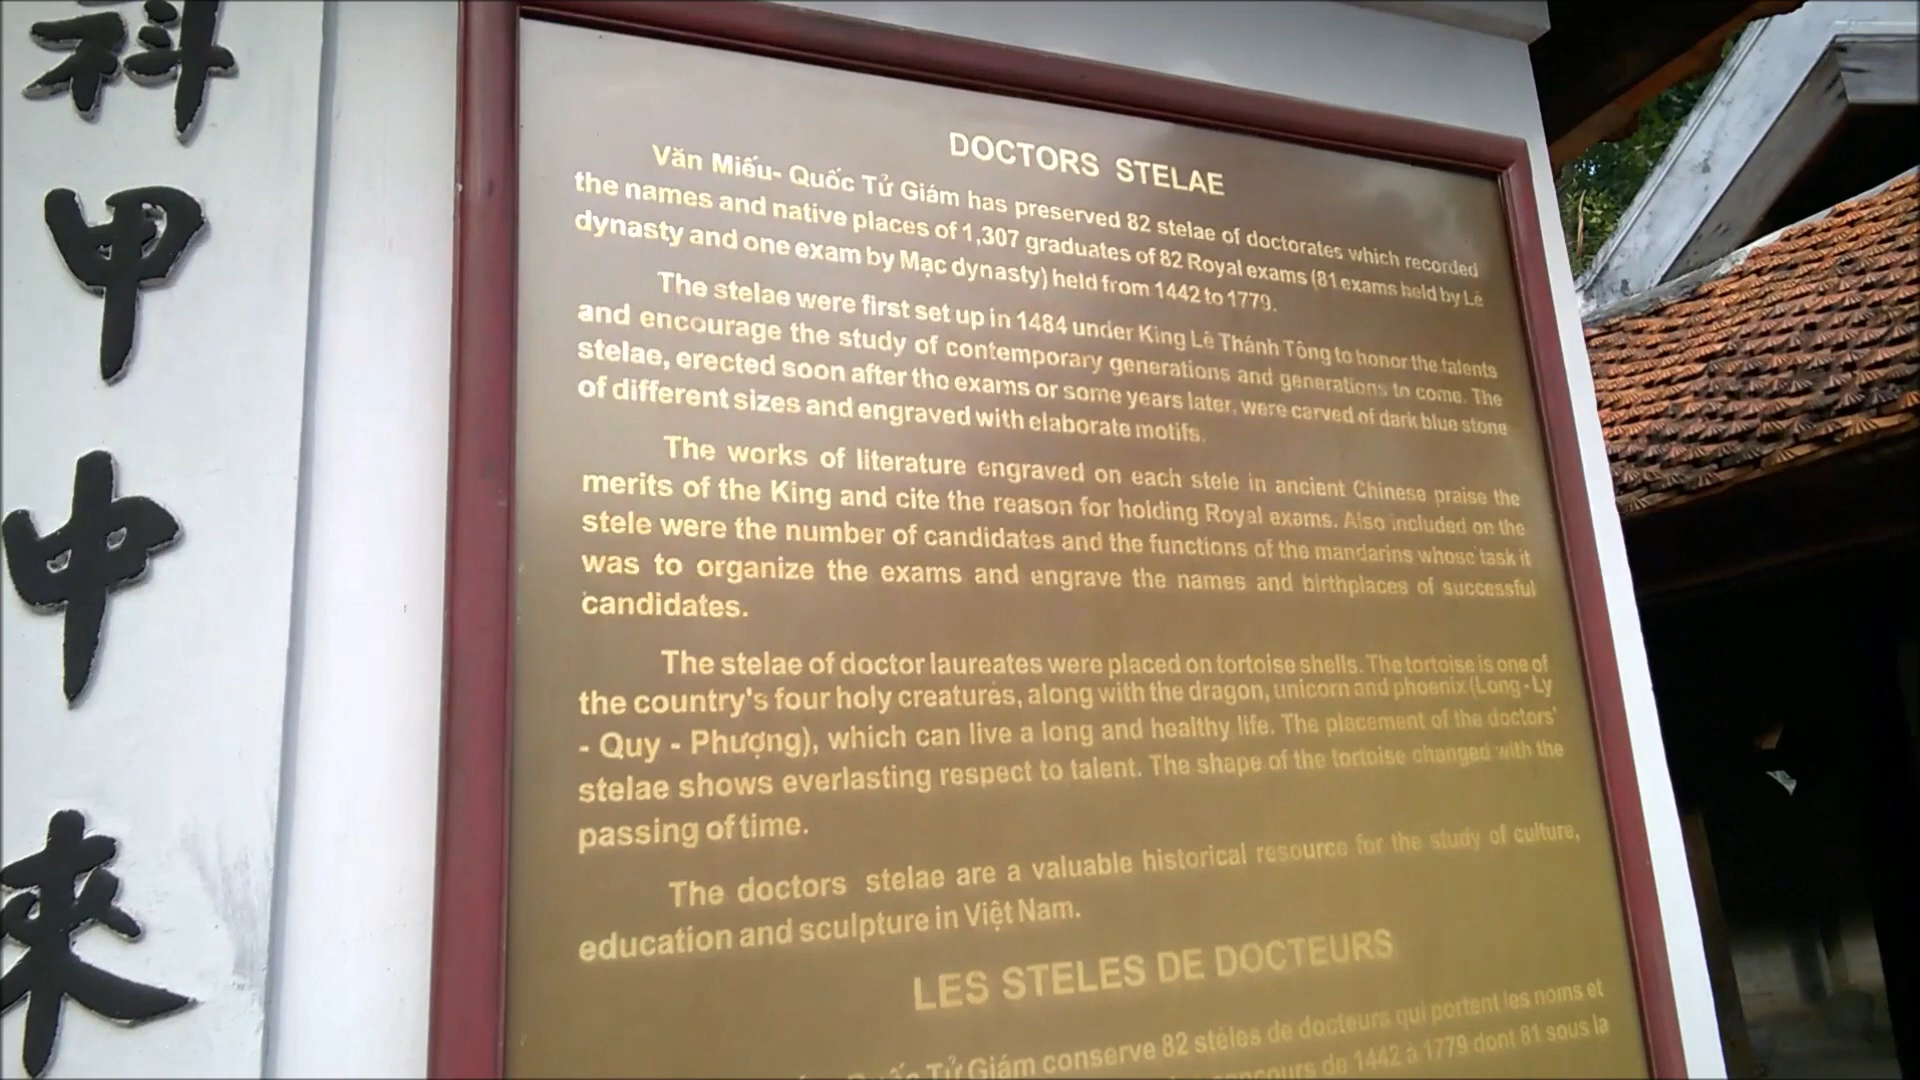 科
甲
中
來
DOCTORS STELAE
Văn Miếu- Quốc Tử Giám has preserved 82 stelae of doctorates which recorded
the names and native places of 1,307 graduates of 82 Royal exams (81 exams held by Lê
dynasty and one exam by Mạc dynasty) held from 1442 to 1779.
The stelae were first set up in 1484 under King Lê Thánh Tông to honor the talents
and encourage the study of contemporary generations and generations to come. The
stelae, erected soon after the exams or some years later, were carved of dark blue stone
of different sizes and engraved with elaborate motifs.
The works of literature engraved on each stele in ancient Chinese praise the
merits of the King and cite the reason for holding Royal exams. Also included on the
stele were the number of candidates and the functions of the mandarins whose task it
was to organize the exams and engrave the names and birthplaces of successful
candidates.
The stelae of doctor laureates were placed on tortoise shells. The tortoise is one of
the country's four holy creatures, along with the dragon, unicorn and phoenix (Long - Ly
- Quy - Phượng), which can live a long and healthy life. The placement of the doctors'
stelae shows everlasting respect to talent. The shape of the tortoise changed with the
passing of time.
The doctors stelae are a valuable historical resource for the study of culture,
education and sculpture in Việt Nam.
LES STELES DE DOCTEURS
Tử Giám conserve 82 stèles de docteurs qui portent les noms et
concours de 1442 à 1779 dont 81 sous la